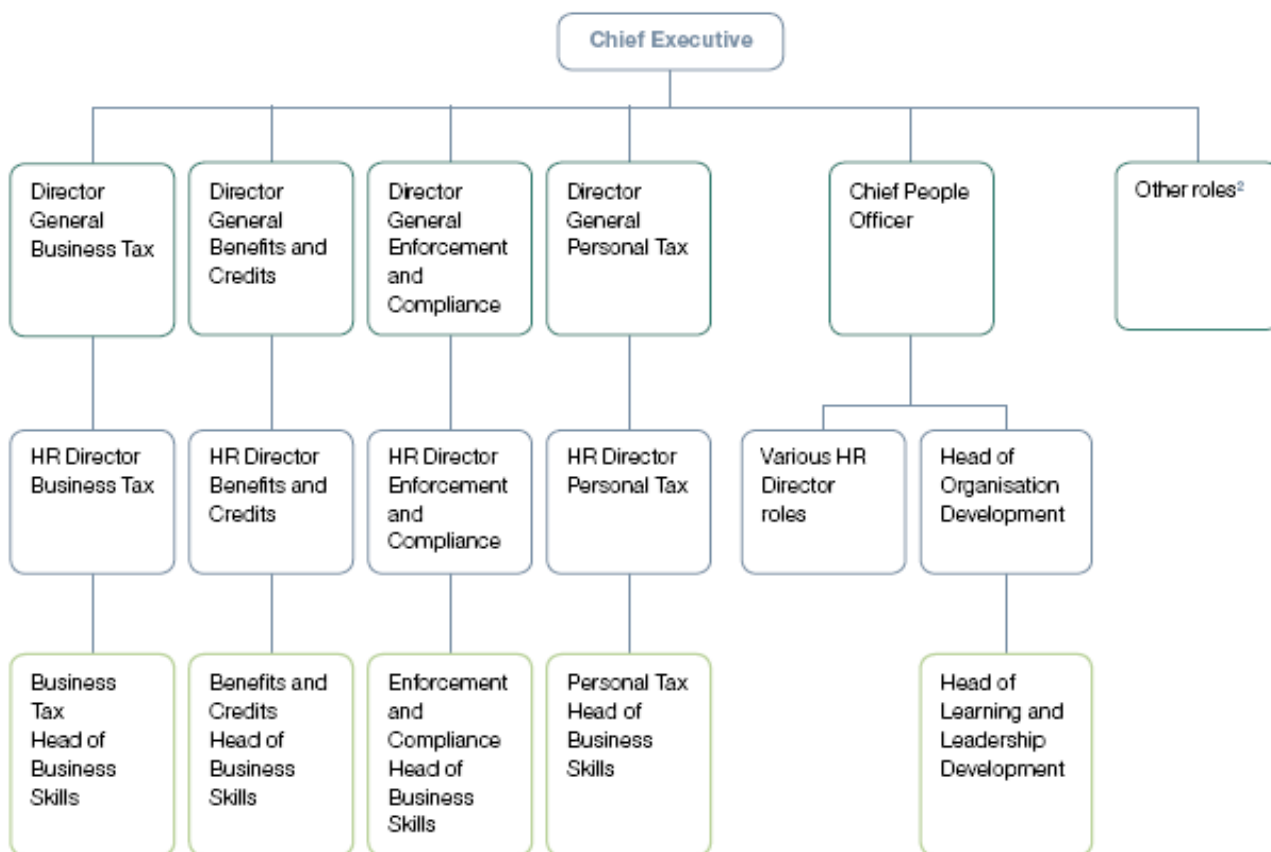 Chief Executive
Director
General
Business Tax
Director
General
Benefits and
Credits
Director
General
Enforcement
and
Compliance
Director
General
Personal Tax
Chief People
Officer
Other roles²
HR Director
Business Tax
HR Director
Benefits and
Credits
HR Director
Enforcement
and
Compliance
HR Director
Personal Tax
Various HR
Director
roles
Head of
Organisation
Development
Business
Tax
Head of
Business
Skills
Benefits and
Credits
Head of
Business
Skills
Enforcement
and
Compliance
Head of
Business
Skills
Personal Tax
Head of
Business
Skills
Head of
Learning and
Leadership
Development